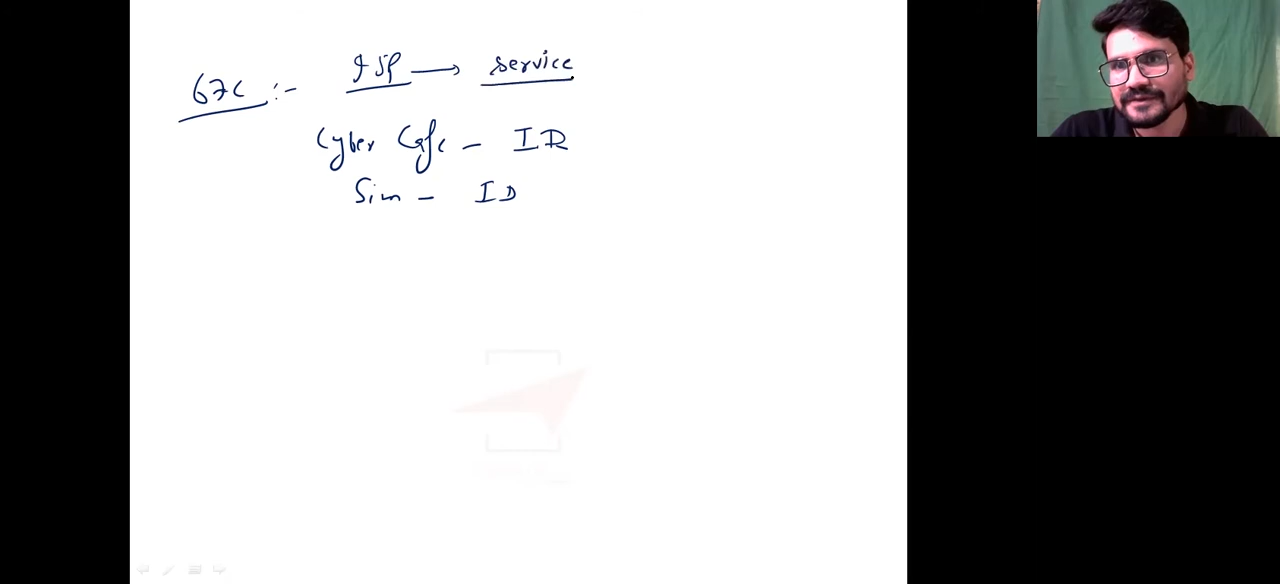 67C :- ISP → service
Cyber Cafe - IR
Sim - ID